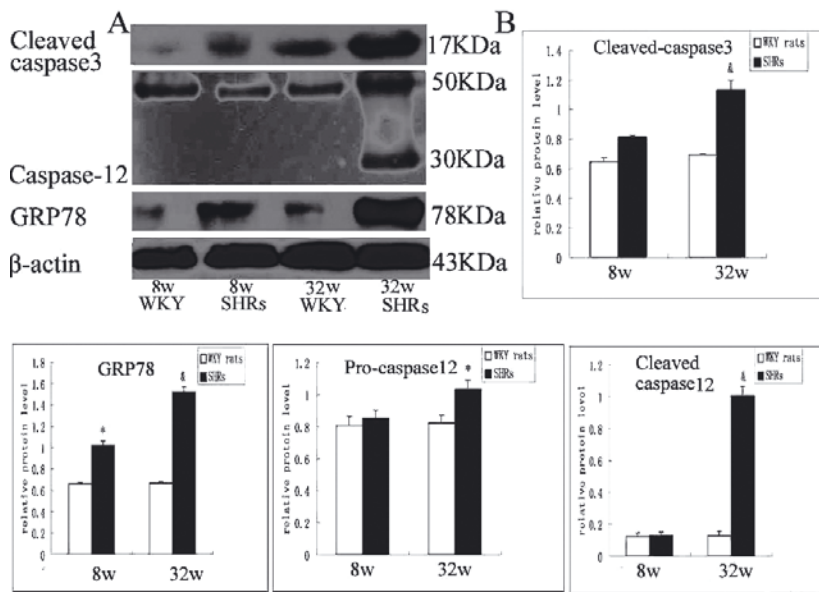 A
Cleaved
caspase3
17KDa
50KDa
30KDa
Caspase-12
GRP78
78KDa
β-actin
43KDa
8w
WKY
8w
SHRs
32w
WKY
32w
SHRs
B
Cleaved-caspase3
WKY rats
SHRs
relative protein level
1.4
1.2
1
0.8
0.6
0.4
0.2
0
&
8w
32w
GRP78
WKY rats
SHRs
relative protein level
1.8
1.6
1.4
1.2
1
0.8
0.6
0.4
0.2
0
*
&
8w
32w
Pro-caspase12
WKY rats
SHRs
relative protein level
1.4
1.2
1
0.8
0.6
0.4
0.2
0
*
8w
32w
Cleaved
caspase12
WKY rats
SHRs
relative protein level
1.2
1
0.8
0.6
0.4
0.2
0
&
8w
32w